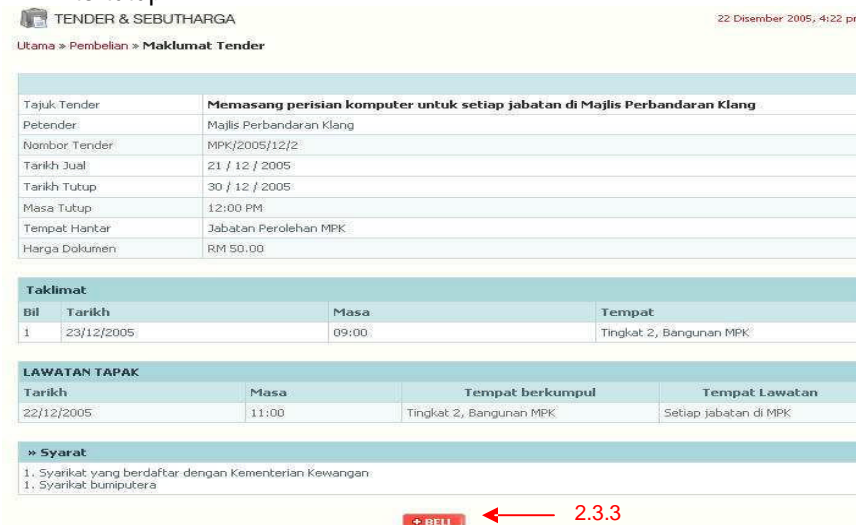 TENDER & SEBUTHARGA 22 Disember 2005, 4:22 pm
Utama » Pembelian » Maklumat Tender
Tajuk Tender Memasang perisian komputer untuk setiap jabatan di Majlis Perbandaran Klang
Petender Majlis Perbandaran Klang
Nombor Tender MPK/2005/12/2
Tarikh Jual 21 / 12 / 2005
Tarikh Tutup 30 / 12 / 2005
Masa Tutup 12:00 PM
Tempat Hantar Jabatan Perolehan MPK
Harga Dokumen RM 50.00
Taklimat
Bil Tarikh Masa Tempat
1 23/12/2005 09:00 Tingkat 2, Bangunan MPK
LAWATAN TAPAK
Tarikh Masa Tempat berkumpul Tempat Lawatan
22/12/2005 11:00 Tingkat 2, Bangunan MPK Setiap jabatan di MPK
» Syarat
1. Syarikat yang berdaftar dengan Kementerian Kewangan
1. Syarikat bumiputera
BELI 2.3.3